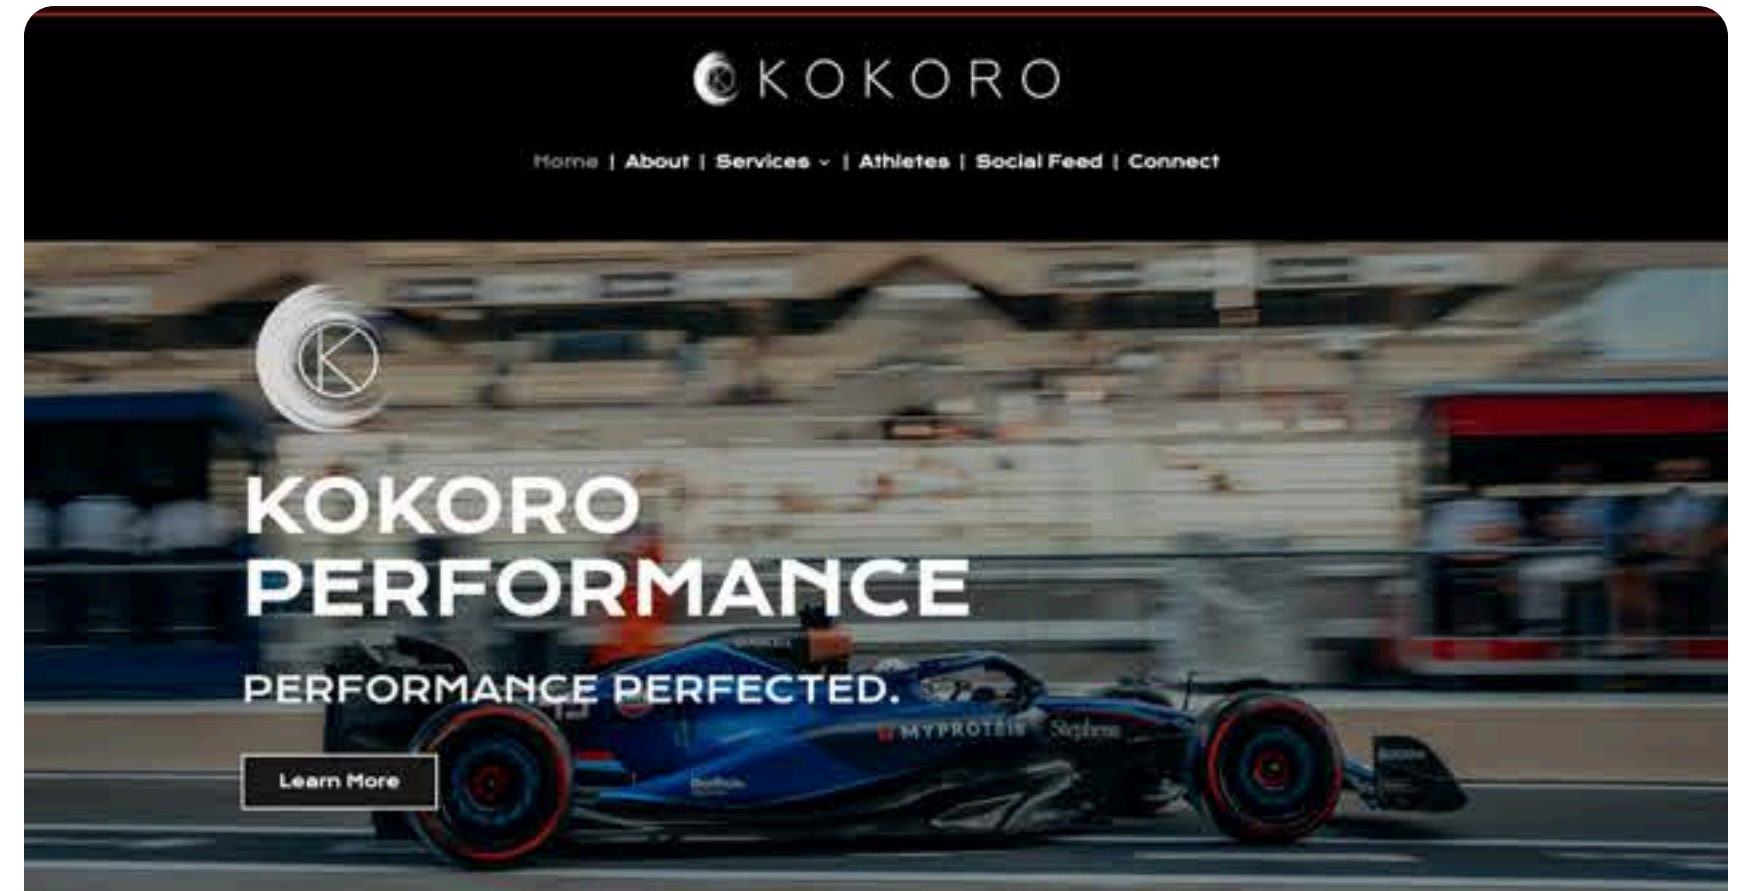 KOKORO
Home | About | Services | Athletes | Social Feed | Connect
K
KOKORO
PERFORMANCE
PERFORMANCE PERFECTED.
MYPROTEIN Stephens
Learn More